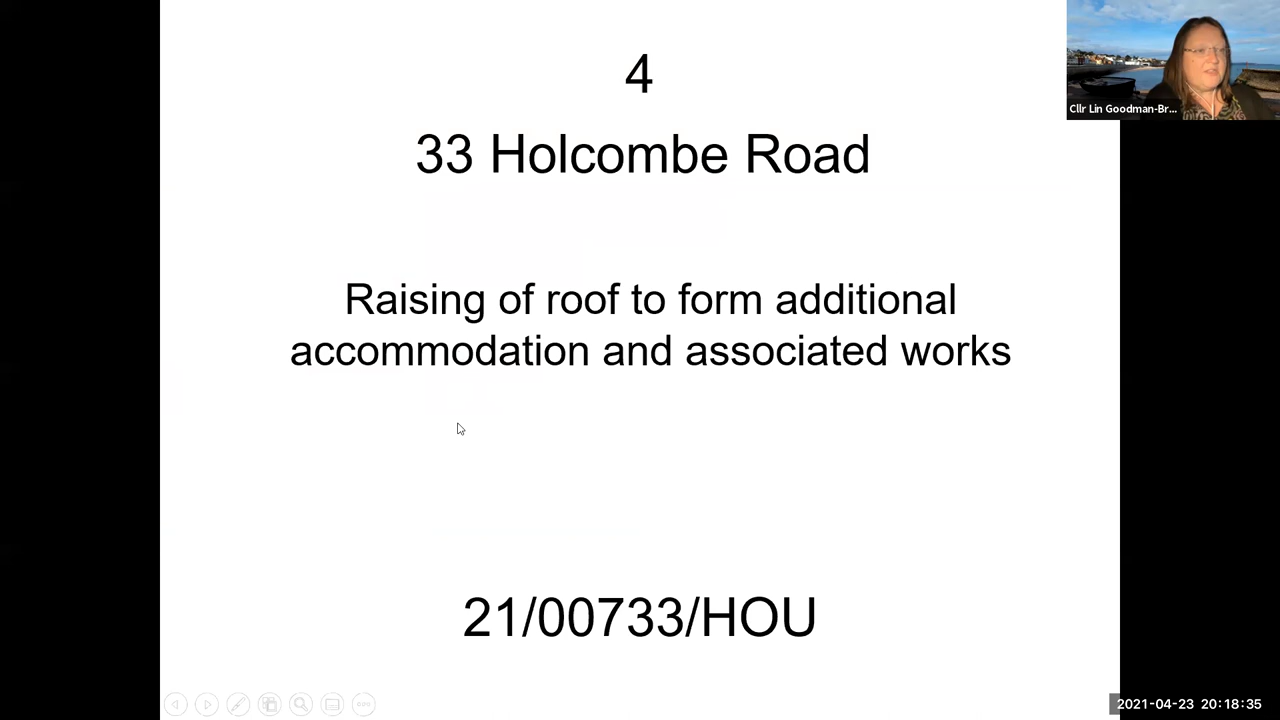 4
33 Holcombe Road
Cllr Lin Goodman-Br...
Raising of roof to form additional
accommodation and associated works
21/00733/HOU
2021-04-23 20:18:35